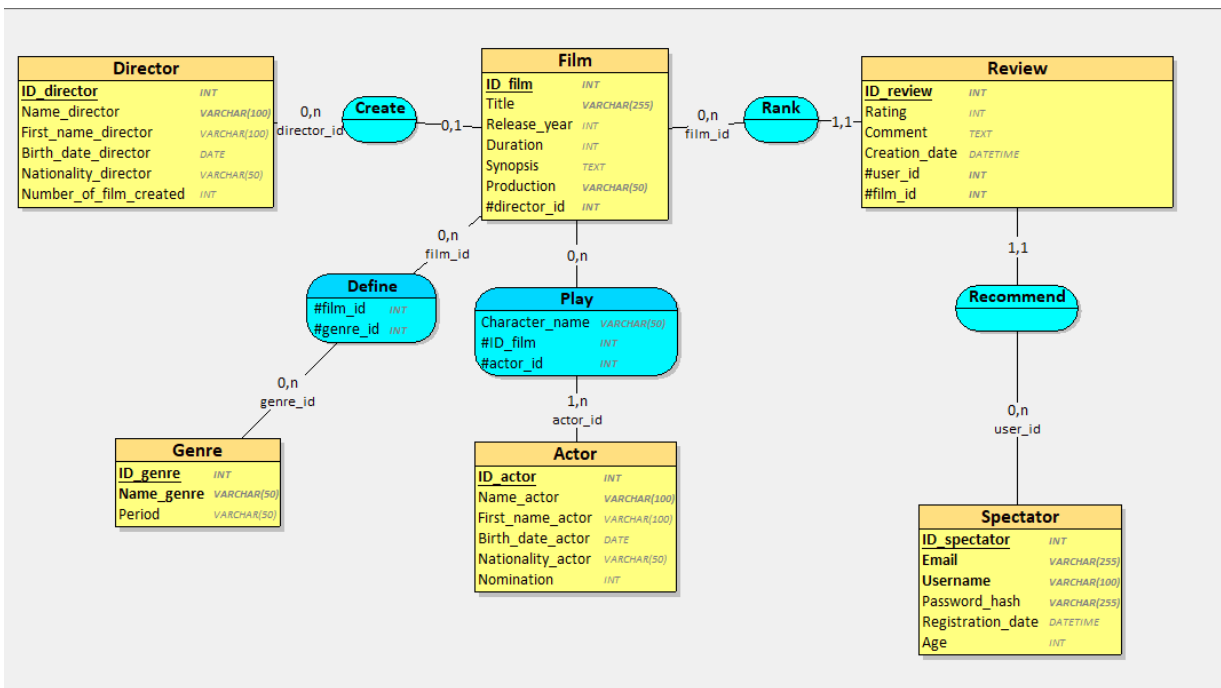 Director
ID_director INT
Name_director VARCHAR(100)
First_name_director VARCHAR(100)
Birth_date_director DATE
Nationality_director VARCHAR(50)
Number_of_film_created INT
0,n
director_id
Create
0,1
Film
ID_film INT
Title VARCHAR(255)
Release_year INT
Duration INT
Synopsis TEXT
Production VARCHAR(50)
#director_id INT
0,n
film_id
Rank
1,1
Review
ID_review INT
Rating INT
Comment TEXT
Creation_date DATETIME
#user_id INT
#film_id INT
0,n
film_id
Define
#film_id INT
#genre_id INT
0,n
genre_id
Genre
ID_genre INT
Name_genre VARCHAR(50)
Period VARCHAR(50)
0,n
Play
Character_name VARCHAR(50)
#ID_film INT
#actor_id INT
1,n
actor_id
Actor
ID_actor INT
Name_actor VARCHAR(100)
First_name_actor VARCHAR(100)
Birth_date_actor DATE
Nationality_actor VARCHAR(50)
Nomination INT
1,1
Recommend
0,n
user_id
Spectator
ID_spectator INT
Email VARCHAR(255)
Username VARCHAR(100)
Password_hash VARCHAR(255)
Registration_date DATETIME
Age INT